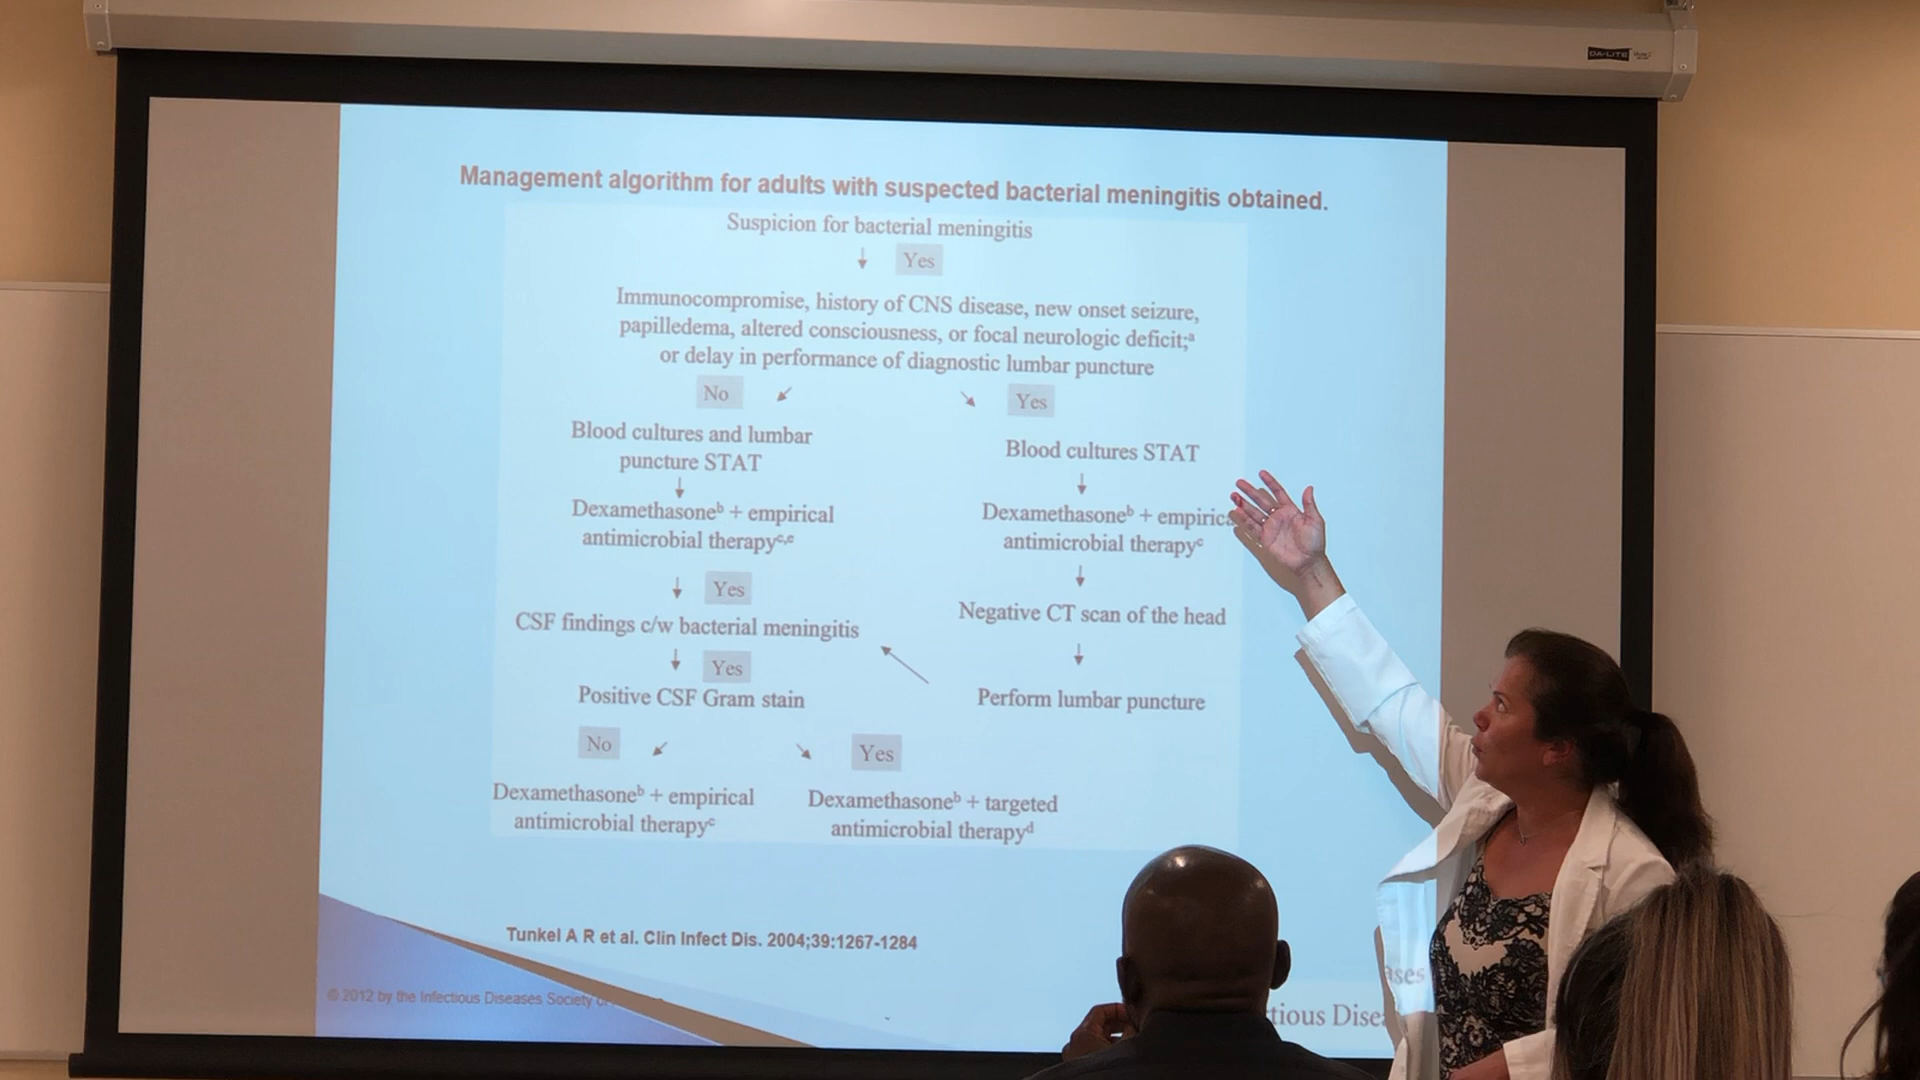 DA-LITE
Management algorithm for adults with suspected bacterial meningitis obtained.
Suspicion for bacterial meningitis
Yes
Immunocompromise, history of CNS disease, new onset seizure,
papilledema, altered consciousness, or focal neurologic deficit;ᵃ
or delay in performance of diagnostic lumbar puncture
No
Yes
Blood cultures and lumbar
puncture STAT
Blood cultures STAT
Dexamethasoneᵇ + empirical
antimicrobial therapyᶜ,ᵉ
Dexamethasoneᵇ + empirica
antimicrobial therapyᶜ
Yes
CSF findings c/w bacterial meningitis
Negative CT scan of the head
Yes
Positive CSF Gram stain
Perform lumbar puncture
No
Yes
Dexamethasoneᵇ + empirical
antimicrobial therapyᶜ
Dexamethasoneᵇ + targeted
antimicrobial therapyᵈ
Tunkel A R et al. Clin Infect Dis. 2004;39:1267-1284
© 2012 by the Infectious Diseases Society
ases
tious Dise